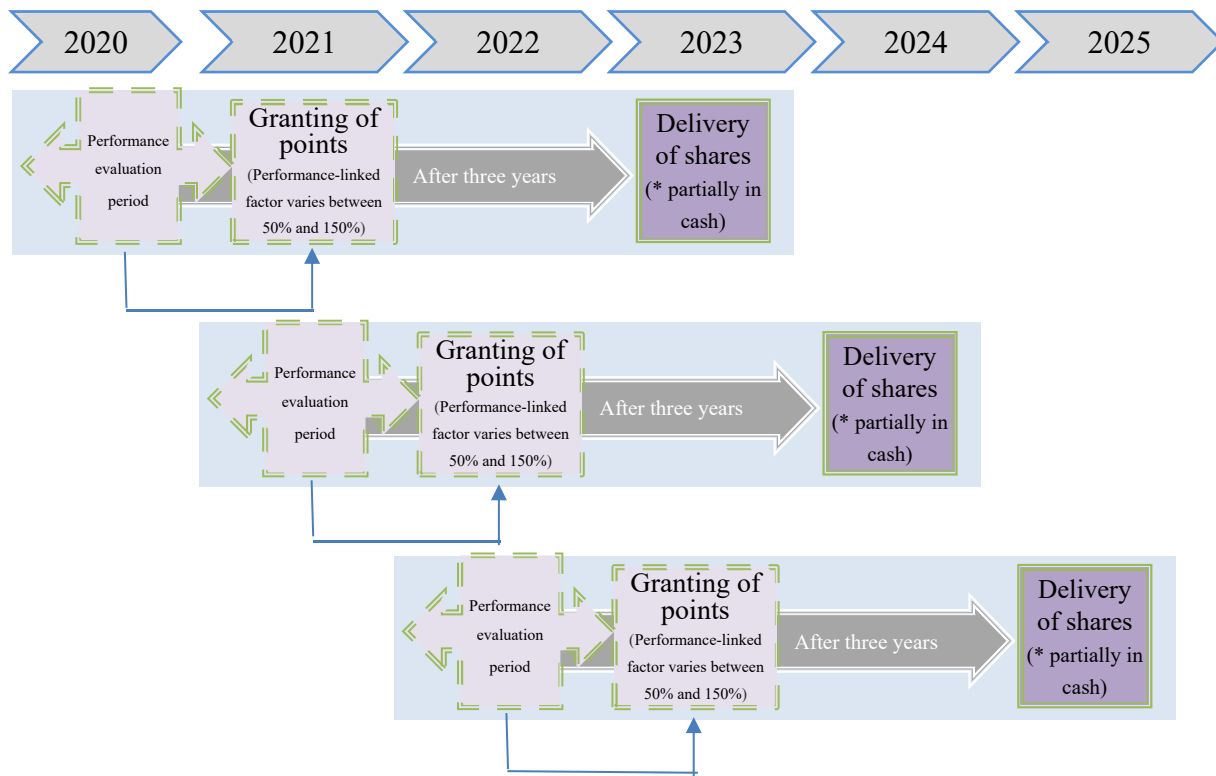 2020 2021 2022 2023 2024 2025
Performance
evaluation
period
Granting of
points
(Performance-linked
factor varies between
50% and 150%)
After three years
Delivery
of shares
(* partially in
cash)
Performance
evaluation
period
Granting of
points
(Performance-linked
factor varies between
50% and 150%)
After three years
Delivery
of shares
(* partially in
cash)
Performance
evaluation
period
Granting of
points
(Performance-linked
factor varies between
50% and 150%)
After three years
Delivery
of shares
(* partially in
cash)